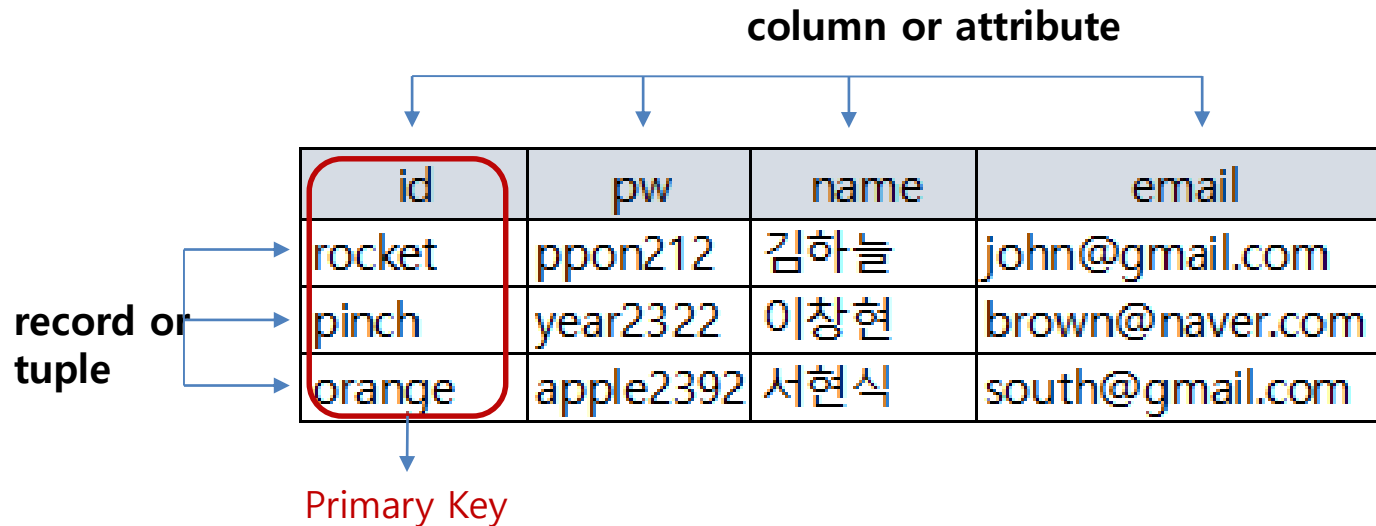 column or attribute
id pw name email
rocket ppon212 김하늘 john@gmail.com
pinch year2322 이창현 brown@naver.com
orange apple2392 서현식 south@gmail.com
record or
tuple
Primary Key